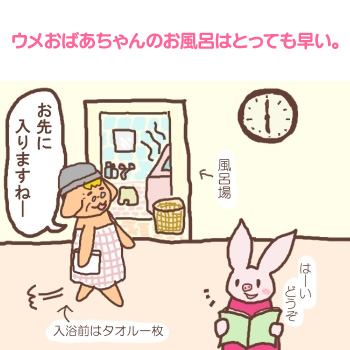 ウメおばあちゃんのお風呂はとっても早い。
お先に
入りますねー
風呂場
はーい
どうぞ
入浴前はタオル一枚